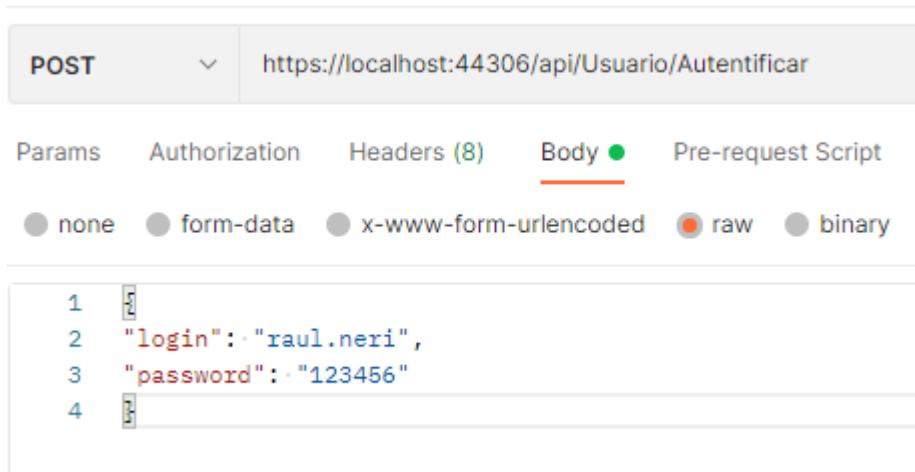 POST https://localhost:44306/api/Usuario/Autentificar
Params Authorization Headers (8) Body Pre-request Script
none form-data x-www-form-urlencoded raw binary
1 {
2 "login": "raul.neri",
3 "password": "123456"
4 }